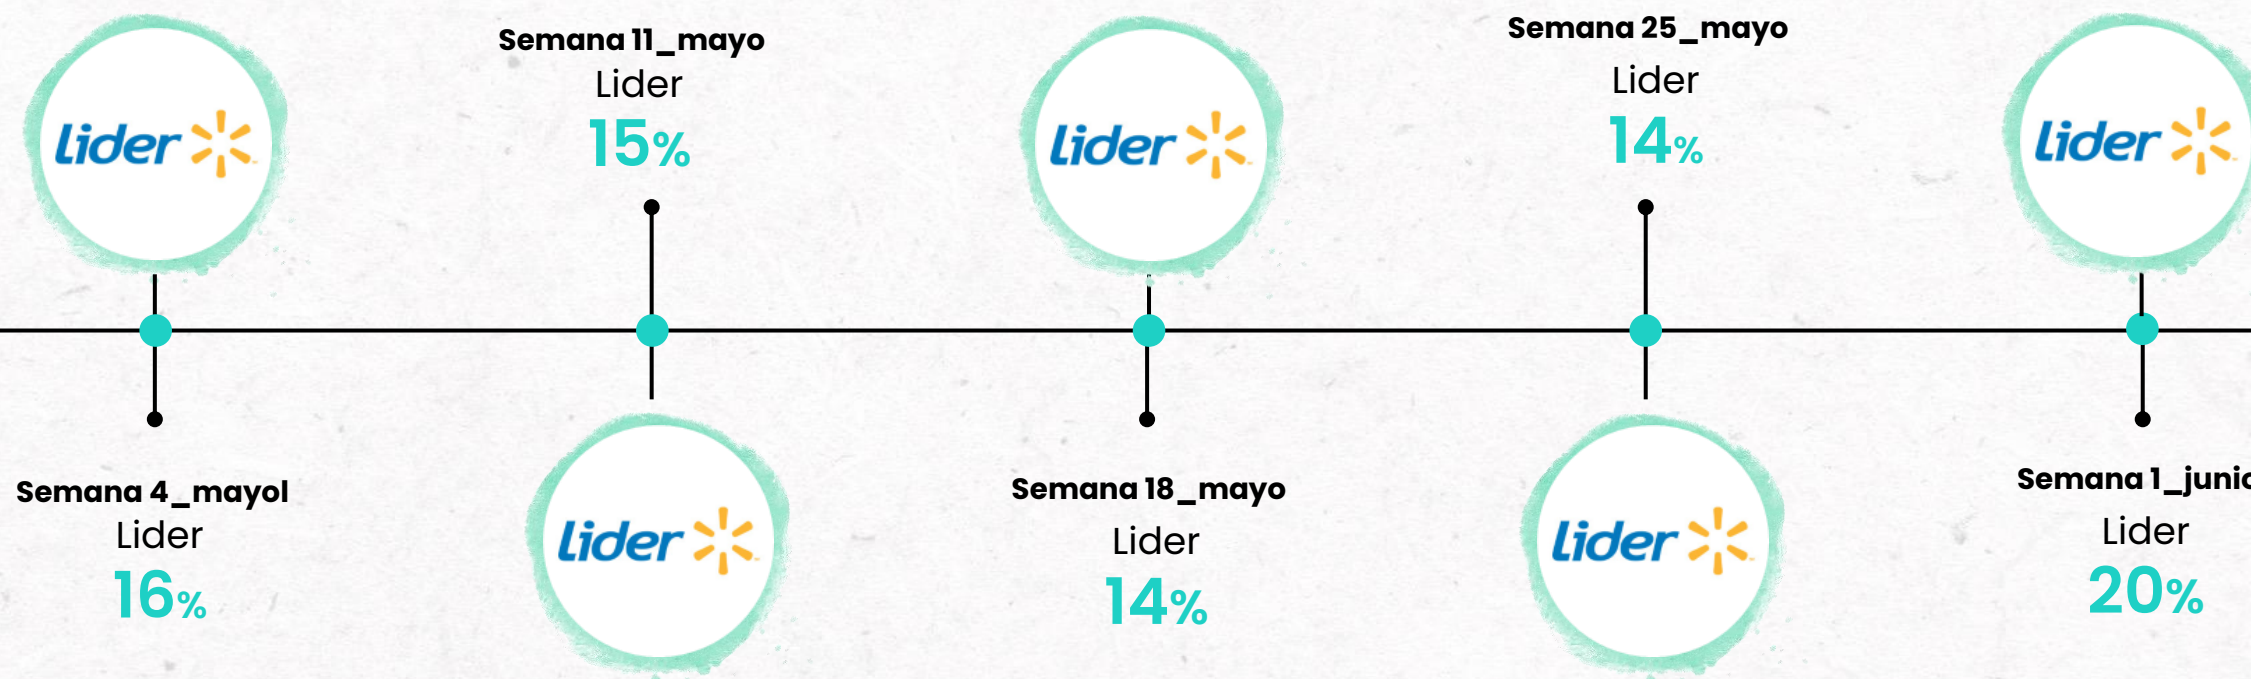 lider
Semana 4_mayol
Lider
16%
Semana 11_mayo
Lider
15%
lider
lider
Semana 18_mayo
Lider
14%
Semana 25_mayo
Lider
14%
lider
lider
Semana 1_junio
Lider
20%